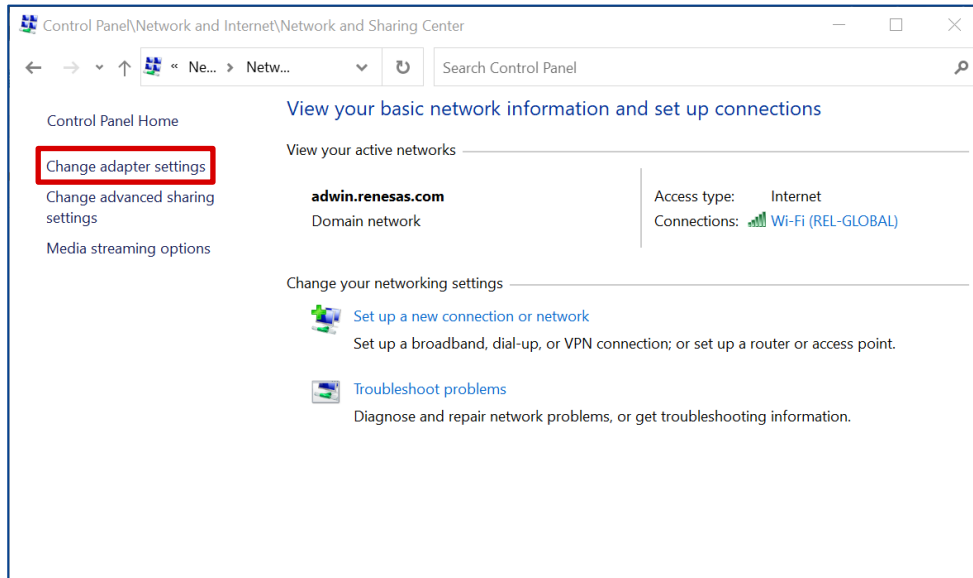 Control Panel\Network and Internet\Network and Sharing Center
« Ne... > Netw...
Search Control Panel
Control Panel Home
Change adapter settings
Change advanced sharing
settings
Media streaming options
View your basic network information and set up connections
View your active networks
adwin.renesas.com
Domain network
Access type: Internet
Connections: Wi-Fi (REL-GLOBAL)
Change your networking settings
Set up a new connection or network
Set up a broadband, dial-up, or VPN connection; or set up a router or access point.
Troubleshoot problems
Diagnose and repair network problems, or get troubleshooting information.